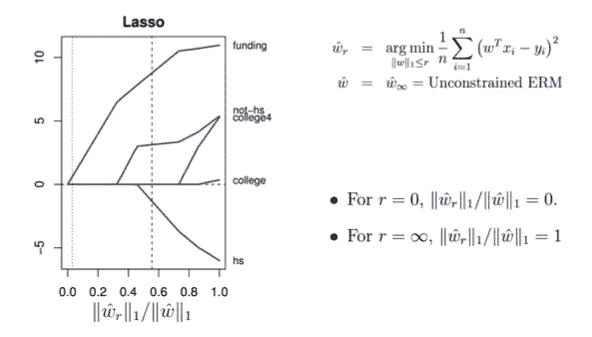 Lasso
10
5
0
−5
funding
not−hs
college4
college
hs
0.0 0.2 0.4 0.6 0.8 1.0
‖ŵ_r‖₁/‖ŵ‖₁
ŵ_r = arg min_{‖w‖₁≤r} 1/n ∑_{i=1}^{n} (w^T x_i − y_i)²
ŵ = ŵ_∞ = Unconstrained ERM
• For r = 0, ‖ŵ_r‖₁/‖ŵ‖₁ = 0.
• For r = ∞, ‖ŵ_r‖₁/‖ŵ‖₁ = 1